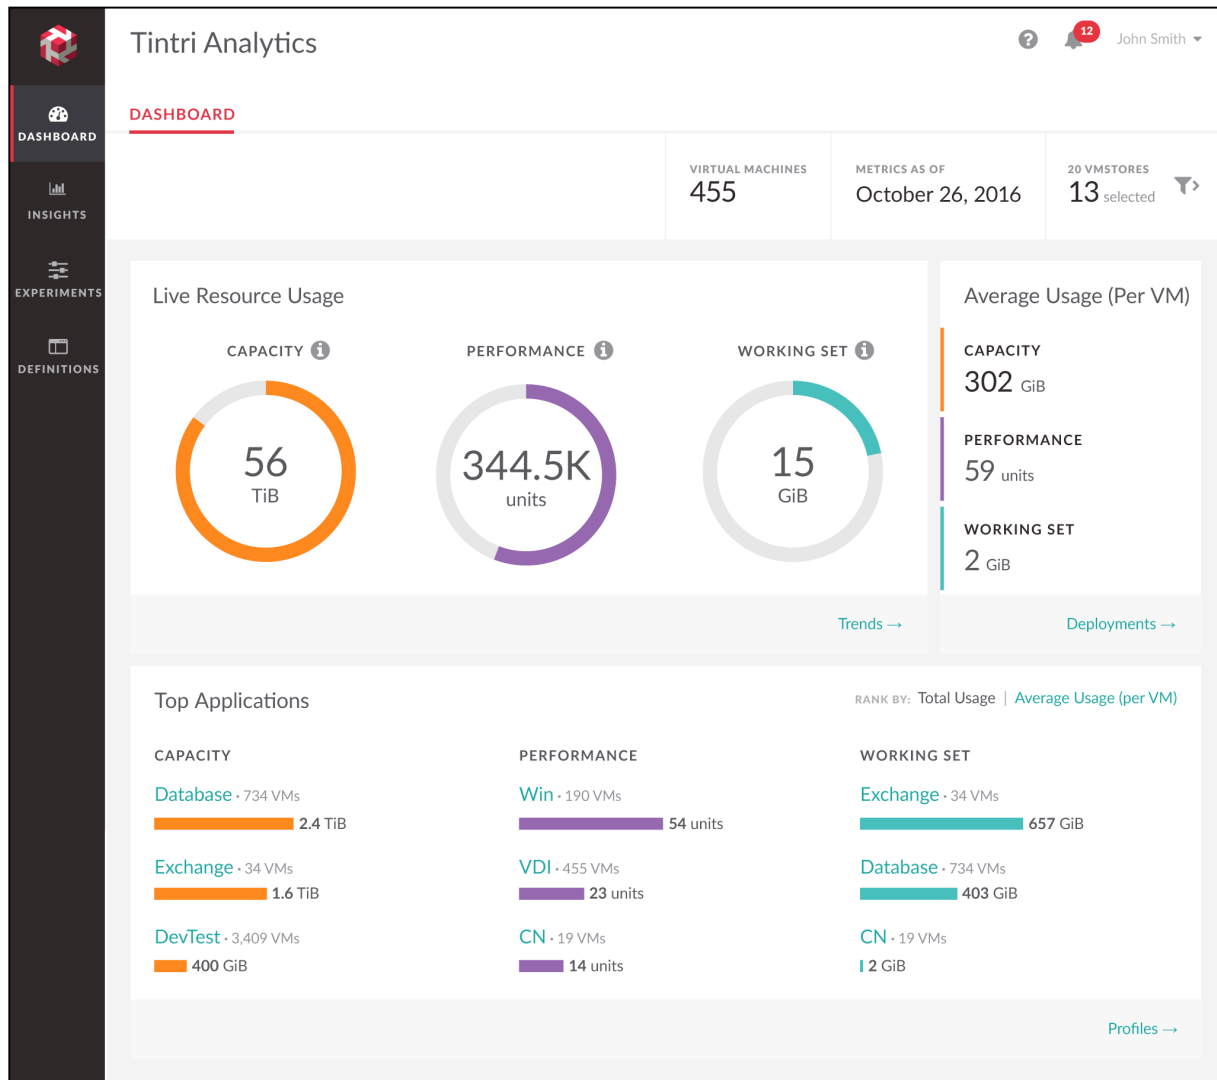 Tintri Analytics
12
John Smith
DASHBOARD
DASHBOARD
INSIGHTS
EXPERIMENTS
DEFINITIONS
VIRTUAL MACHINES
455
METRICS AS OF
October 26, 2016
20 VMSTORES
13 selected
Live Resource Usage
CAPACITY
56
TiB
PERFORMANCE
344.5K
units
WORKING SET
15
GiB
Trends →
Average Usage (Per VM)
CAPACITY
302 GiB
PERFORMANCE
59 units
WORKING SET
2 GiB
Deployments →
Top Applications
RANK BY: Total Usage | Average Usage (per VM)
CAPACITY
Database · 734 VMs
2.4 TiB
Exchange · 34 VMs
1.6 TiB
DevTest · 3,409 VMs
400 GiB
PERFORMANCE
Win · 190 VMs
54 units
VDI · 455 VMs
23 units
CN · 19 VMs
14 units
WORKING SET
Exchange · 34 VMs
657 GiB
Database · 734 VMs
403 GiB
CN · 19 VMs
2 GiB
Profiles →